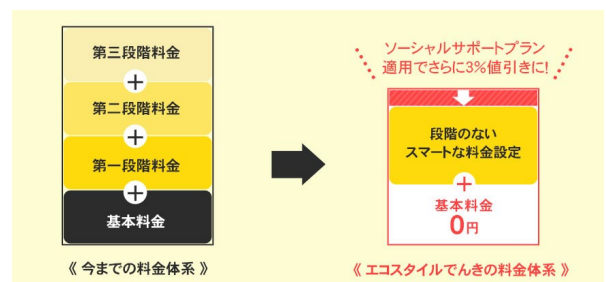 第三段階料金
+
第二段階料金
+
第一段階料金
+
基本料金
《 今までの料金体系 》
ソーシャルサポートプラン
適用でさらに3%値引きに!
段階のない
スマートな料金設定
+
基本料金
0円
《 エコスタイルでんきの料金体系 》